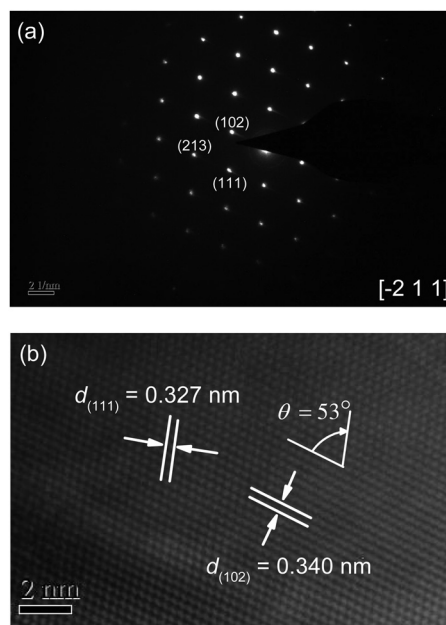 (a)
(102)
(213)
(111)
2 1/nm
[-2 1 1]
(b)
d(111) = 0.327 nm
θ = 53°
d(102) = 0.340 nm
2 nm